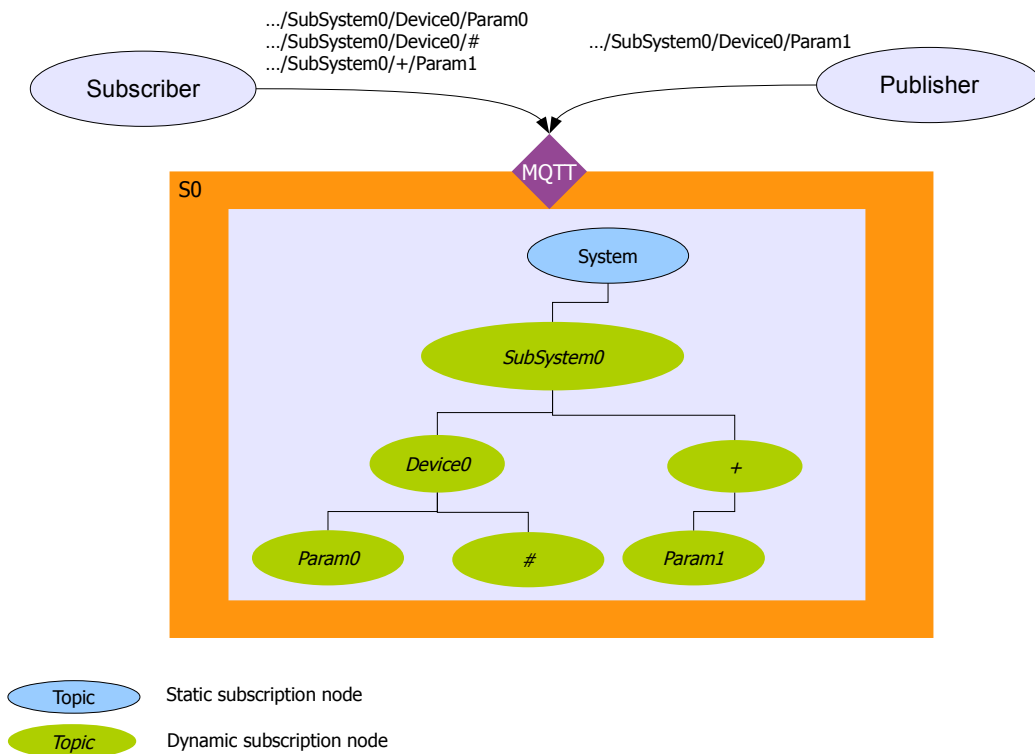 …/SubSystem0/Device0/Param0
…/SubSystem0/Device0/#
…/SubSystem0/+/Param1
…/SubSystem0/Device0/Param1
Subscriber
Publisher
MQTT
S0
System
SubSystem0
Device0
+
Param0
#
Param1
Topic Static subscription node
Topic Dynamic subscription node